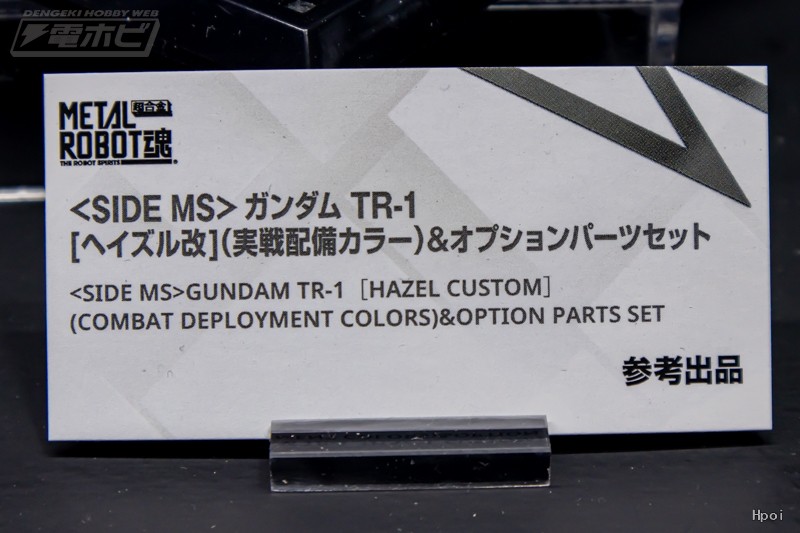 DENGEKI HOBBY WEB
電ホビ
METAL 超合金
ROBOT魂
THE ROBOT SPIRITS
<SIDE MS> ガンダム TR-1
[ヘイズル改](実戦配備カラー)&オプションパーツセット
<SIDE MS>GUNDAM TR-1［HAZEL CUSTOM］
(COMBAT DEPLOYMENT COLORS)&OPTION PARTS SET
参考出品
Hpoi